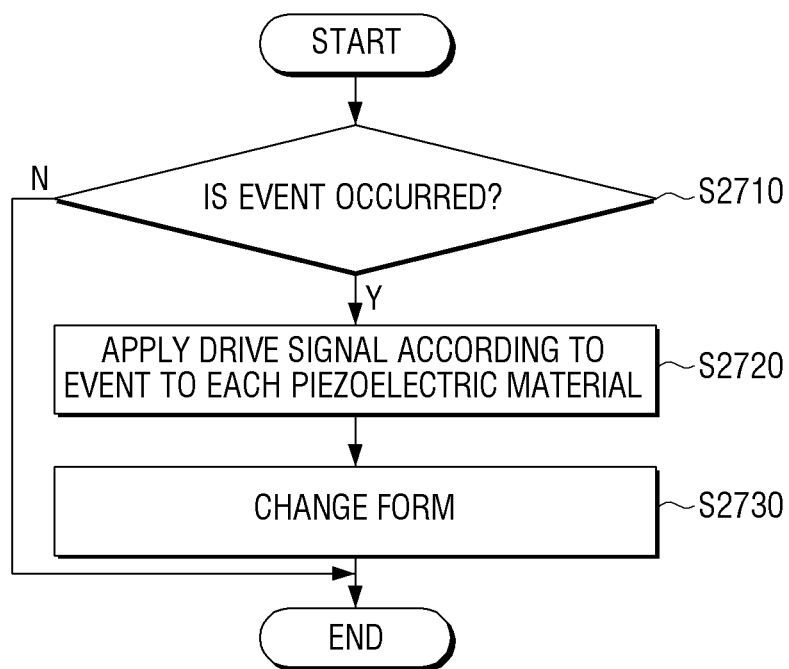 START
IS EVENT OCCURRED?
S2710
N
Y
APPLY DRIVE SIGNAL ACCORDING TO
EVENT TO EACH PIEZOELECTRIC MATERIAL
S2720
CHANGE FORM
S2730
END